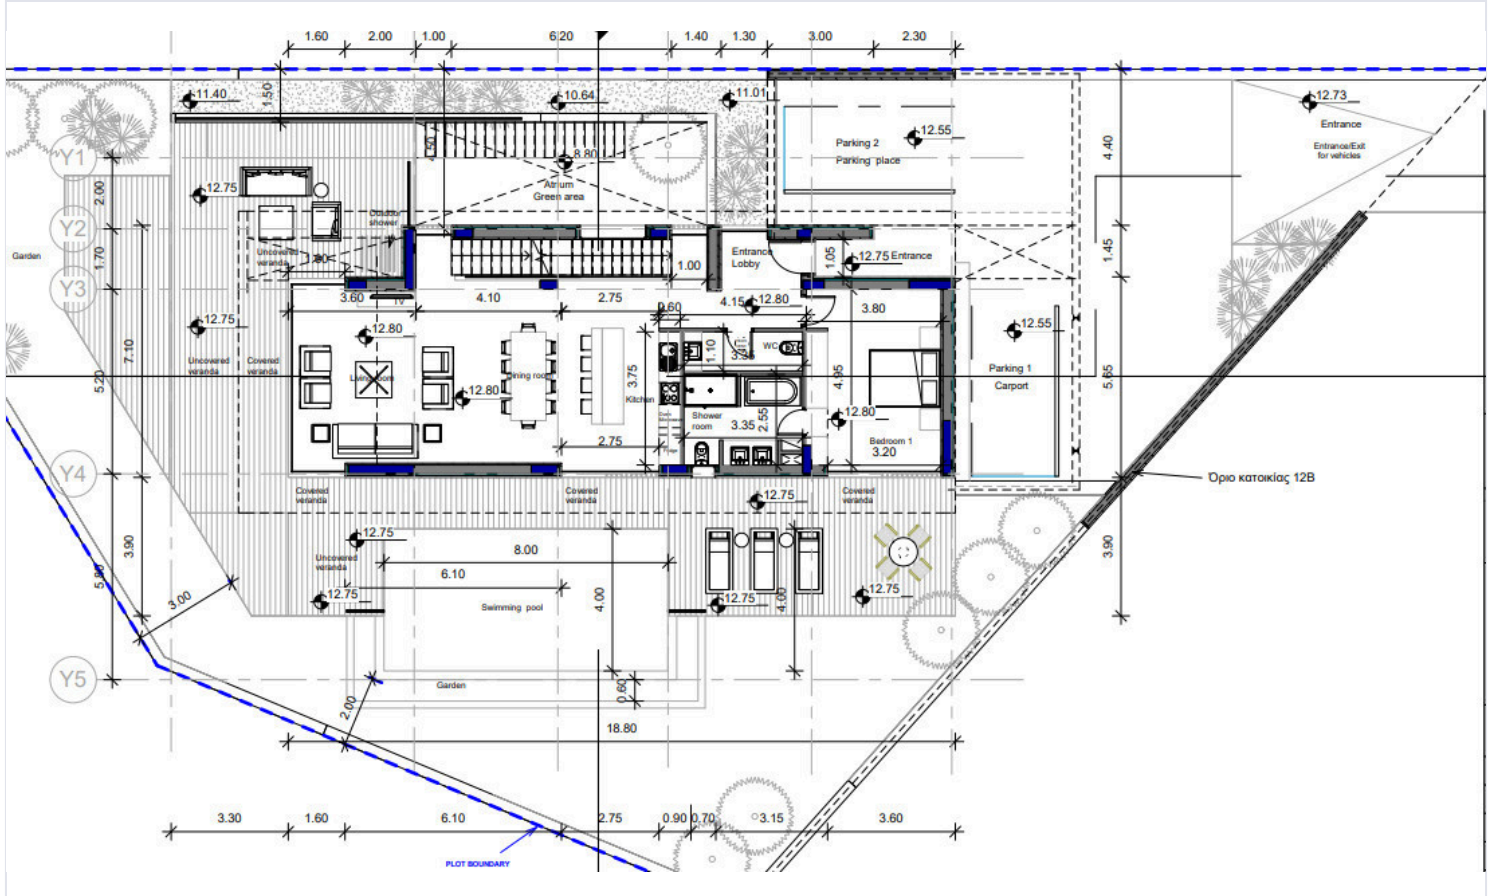 1.60 2.00 1.00 6.20 1.40 1.30 3.00 2.30
11.40 1.50 10.64 11.01 12.73
Entrance
Entrance/Exit
for vehicles
Parking 2
12.55
Parking place
4.40
Y1
4.50
8.80
Atrium
Green area
12.75
2.00
Outdoor
shower
Y2
Garden
1.70
Uncovered
veranda
1.80
1.00
Entrance
Lobby
1.05
12.75 Entrance
1.45
Y3
3.60 TV 4.10 2.75 0.60 4.15 12.80 3.80
12.75
12.80
7.10
5.20
Uncovered
veranda
Covered
veranda
1.10
3.35
WC
12.55
Parking 1
Carport
5.65
Living room
Dining room
3.75
Kitchen
4.95
12.80
12.80
Shower
room
3.35
2.55
Bedroom 1
3.20
2.75
Fridge
Y4
Όριο κατοικίας 12Β
Covered
veranda
Covered
veranda
12.75
Covered
veranda
12.75
3.90
5.80
Uncovered
veranda
8.00
6.10
3.90
3.00
12.75
Swimming pool
4.00
12.75
4.00
12.75
Y5
Garden
0.60
2.00
18.80
3.30 1.60 6.10 2.75 0.90 0.70 3.15 3.60
PLOT BOUNDARY